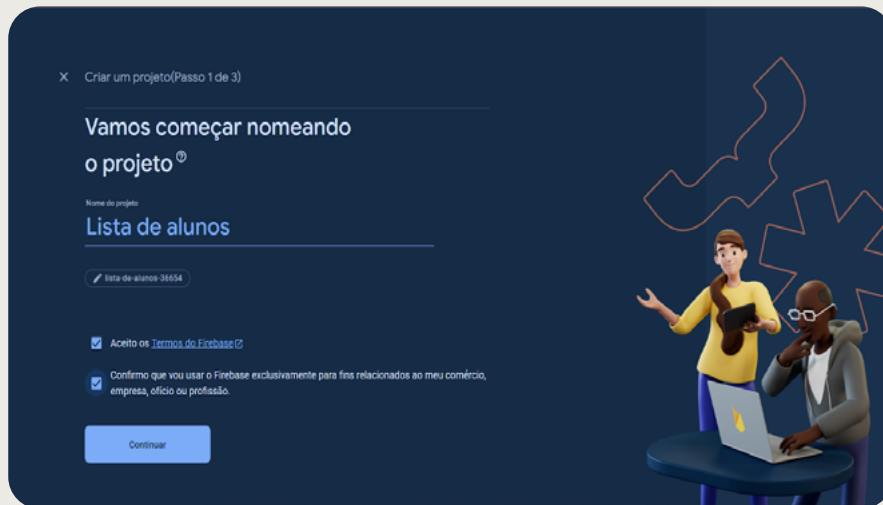 Criar um projeto(Passo 1 de 3)
Vamos começar nomeando
o projeto
Nome do projeto
Lista de alunos
lista-de-alunos-36654
Aceito os Termos do Firebase
Confirmo que vou usar o Firebase exclusivamente para fins relacionados ao meu comércio,
empresa, ofício ou profissão.
Continuar